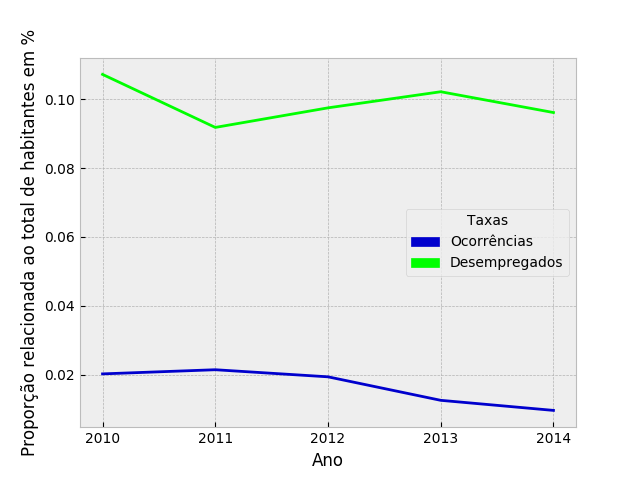 Proporção relacionada ao total de habitantes em %
0.10
0.08
0.06
0.04
0.02
Taxas
Ocorrências
Desempregados
2010 2011 2012 2013 2014
Ano